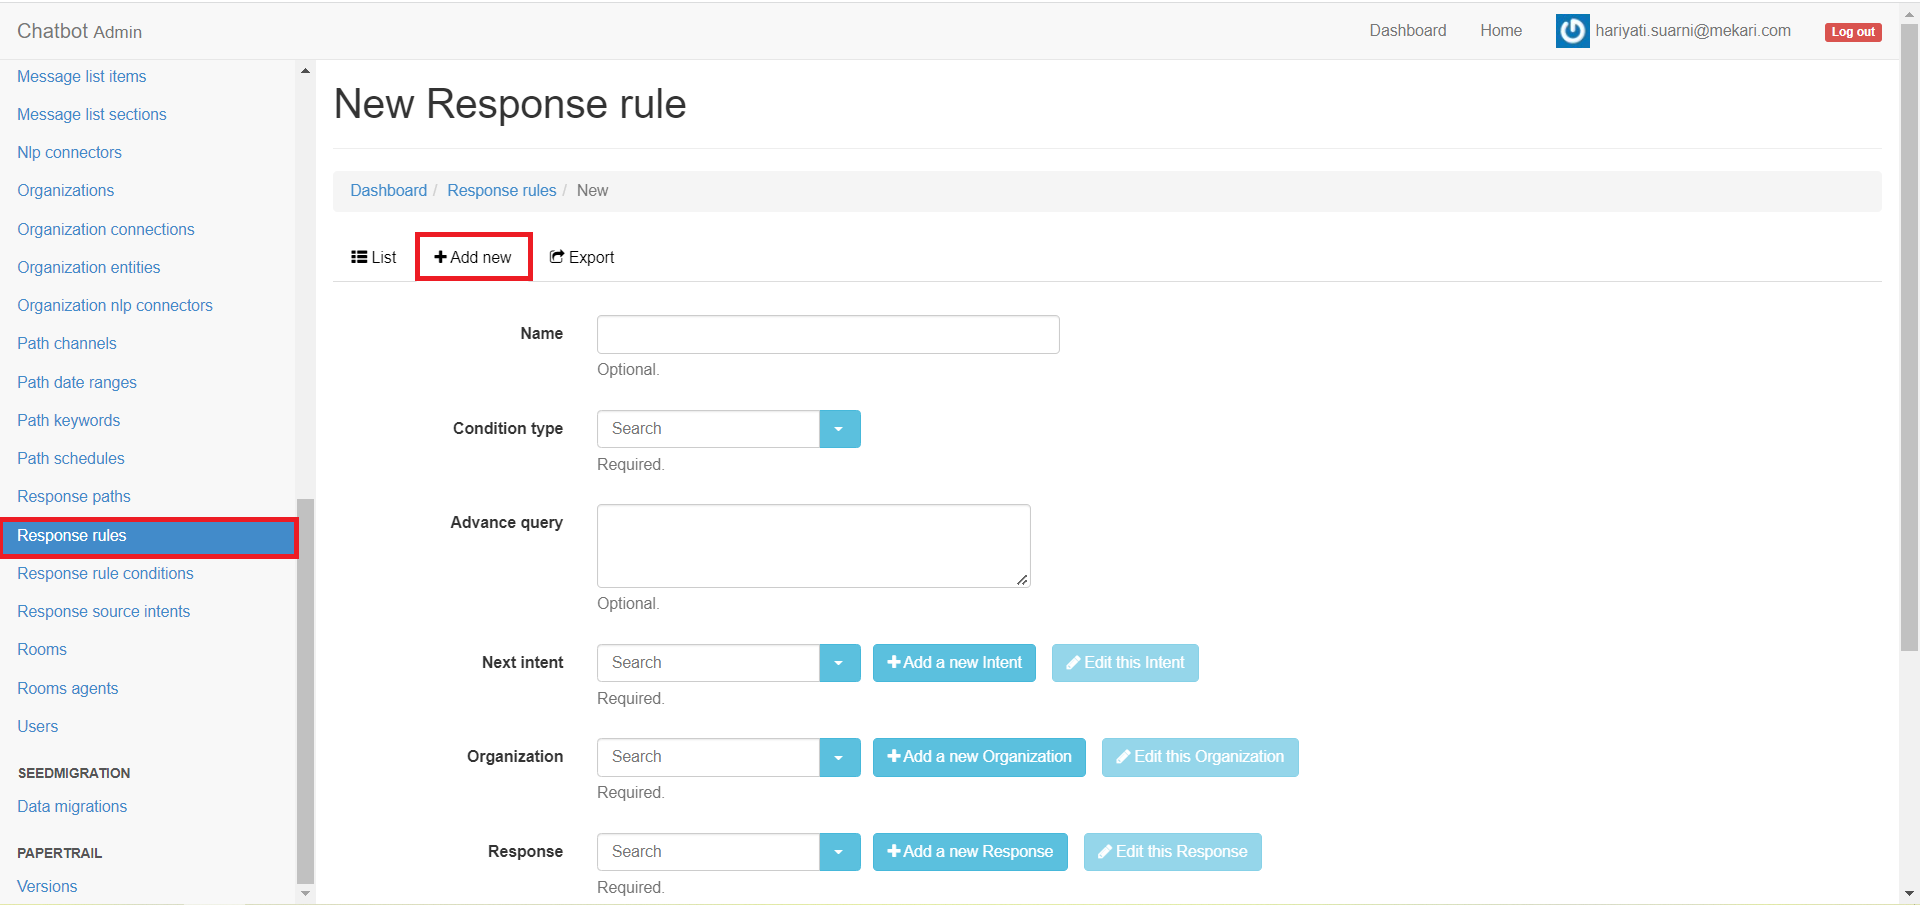 Chatbot Admin
Dashboard
Home
hariyati.suarni@mekari.com
Log out
Message list items
Message list sections
Nlp connectors
Organizations
Organization connections
Organization entities
Organization nlp connectors
Path channels
Path date ranges
Path keywords
Path schedules
Response paths
Response rules
Response rule conditions
Response source intents
Rooms
Rooms agents
Users
SEEDMIGRATION
Data migrations
PAPERTRAIL
Versions
New Response rule
Dashboard / Response rules / New
List
Add new
Export
Name
Optional.
Condition type
Search
Required.
Advance query
Optional.
Next intent
Search
Add a new Intent
Edit this Intent
Required.
Organization
Search
Add a new Organization
Edit this Organization
Required.
Response
Search
Add a new Response
Edit this Response
Required.